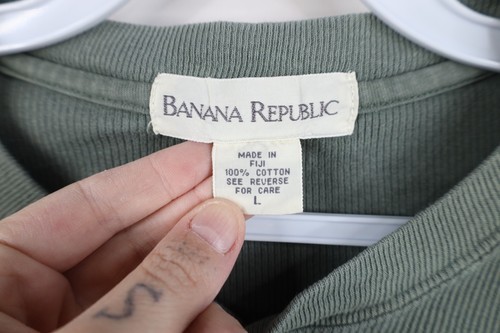 BANANA REPUBLIC
MADE IN
FIJI
100% COTTON
SEE REVERSE
FOR CARE
L